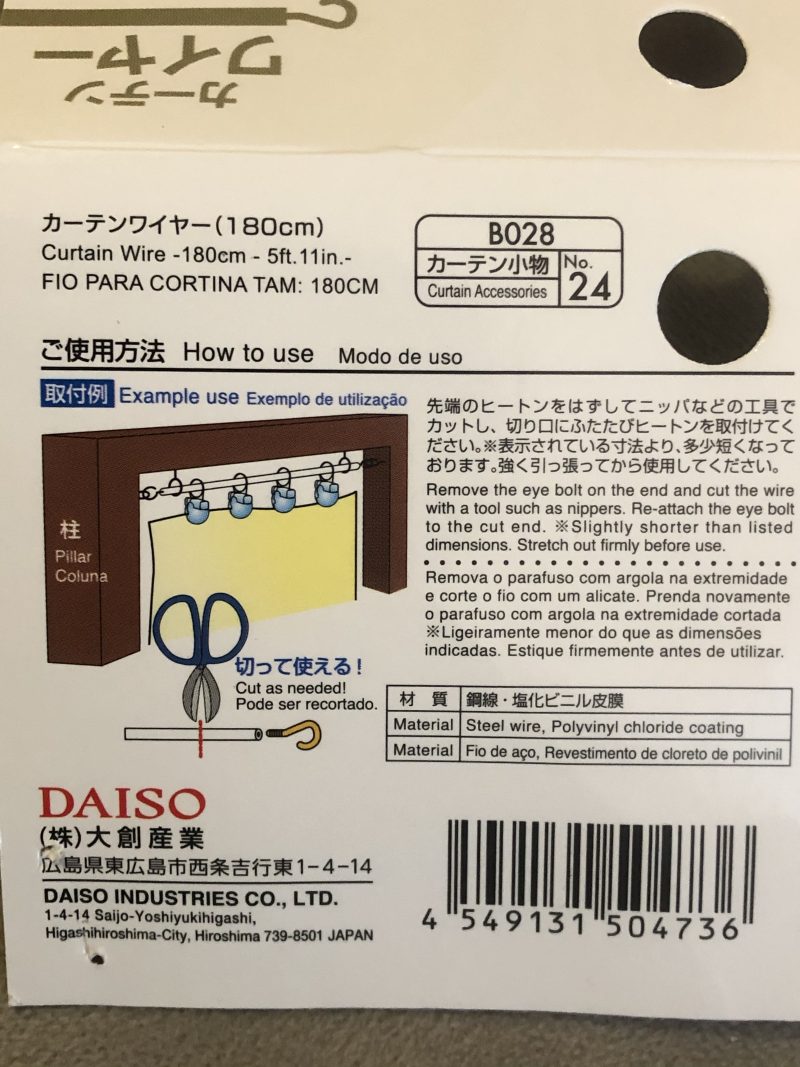 カーテン
ワイヤー
カーテンワイヤー(180cm)
Curtain Wire -180cm - 5ft.11in.-
FIO PARA CORTINA TAM: 180CM
B028
カーテン小物
Curtain Accessories
No.
24
ご使用方法 How to use Modo de uso
取付例 Example use Exemplo de utilização
柱
Pillar
Coluna
切って使える!
Cut as needed!
Pode ser recortado.
先端のヒートンをはずしてニッパなどの工具で
カットし、切り口にふたたびヒートンを取付けてく
ださい。※表示されている寸法より、多少短くなって
おります。強く引っ張ってから使用してください。
Remove the eye bolt on the end and cut the wire
with a tool such as nippers. Re-attach the eye bolt
to the cut end. ※Slightly shorter than listed
dimensions. Stretch out firmly before use.
Remova o parafuso com argola na extremidade
e corte o fio com um alicate. Prenda novamente
o parafuso com argola na extremidade cortada
※Ligeiramente menor do que as dimensões
indicadas. Estique firmemente antes de utilizar.
材 質 鋼線・塩化ビニル皮膜
Material Steel wire, Polyvinyl chloride coating
Material Fio de aço, Revestimento de cloreto de polivinil
DAISO
(株)大創産業
広島県東広島市西条吉行東1-4-14
DAISO INDUSTRIES CO., LTD.
1-4-14 Saijo-Yoshiyukihigashi,
Higashihiroshima-City, Hiroshima 739-8501 JAPAN
4 549131 504736